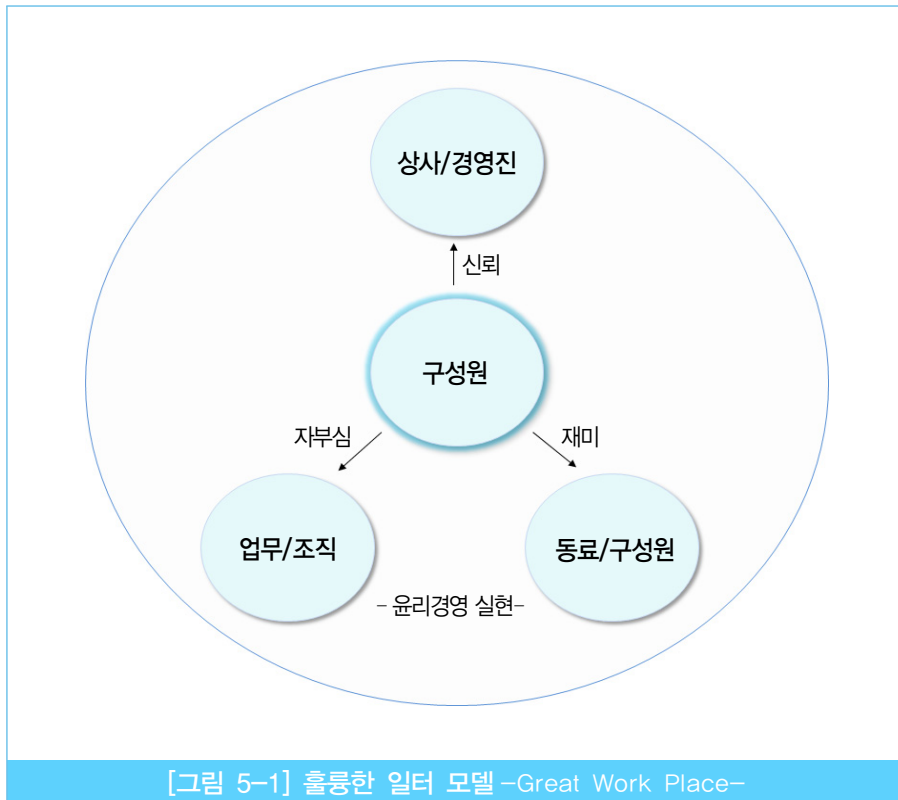 상사/경영진
신뢰
구성원
자부심
재미
업무/조직
동료/구성원
- 윤리경영 실현-
[그림 5-1] 훌륭한 일터 모델 -Great Work Place-